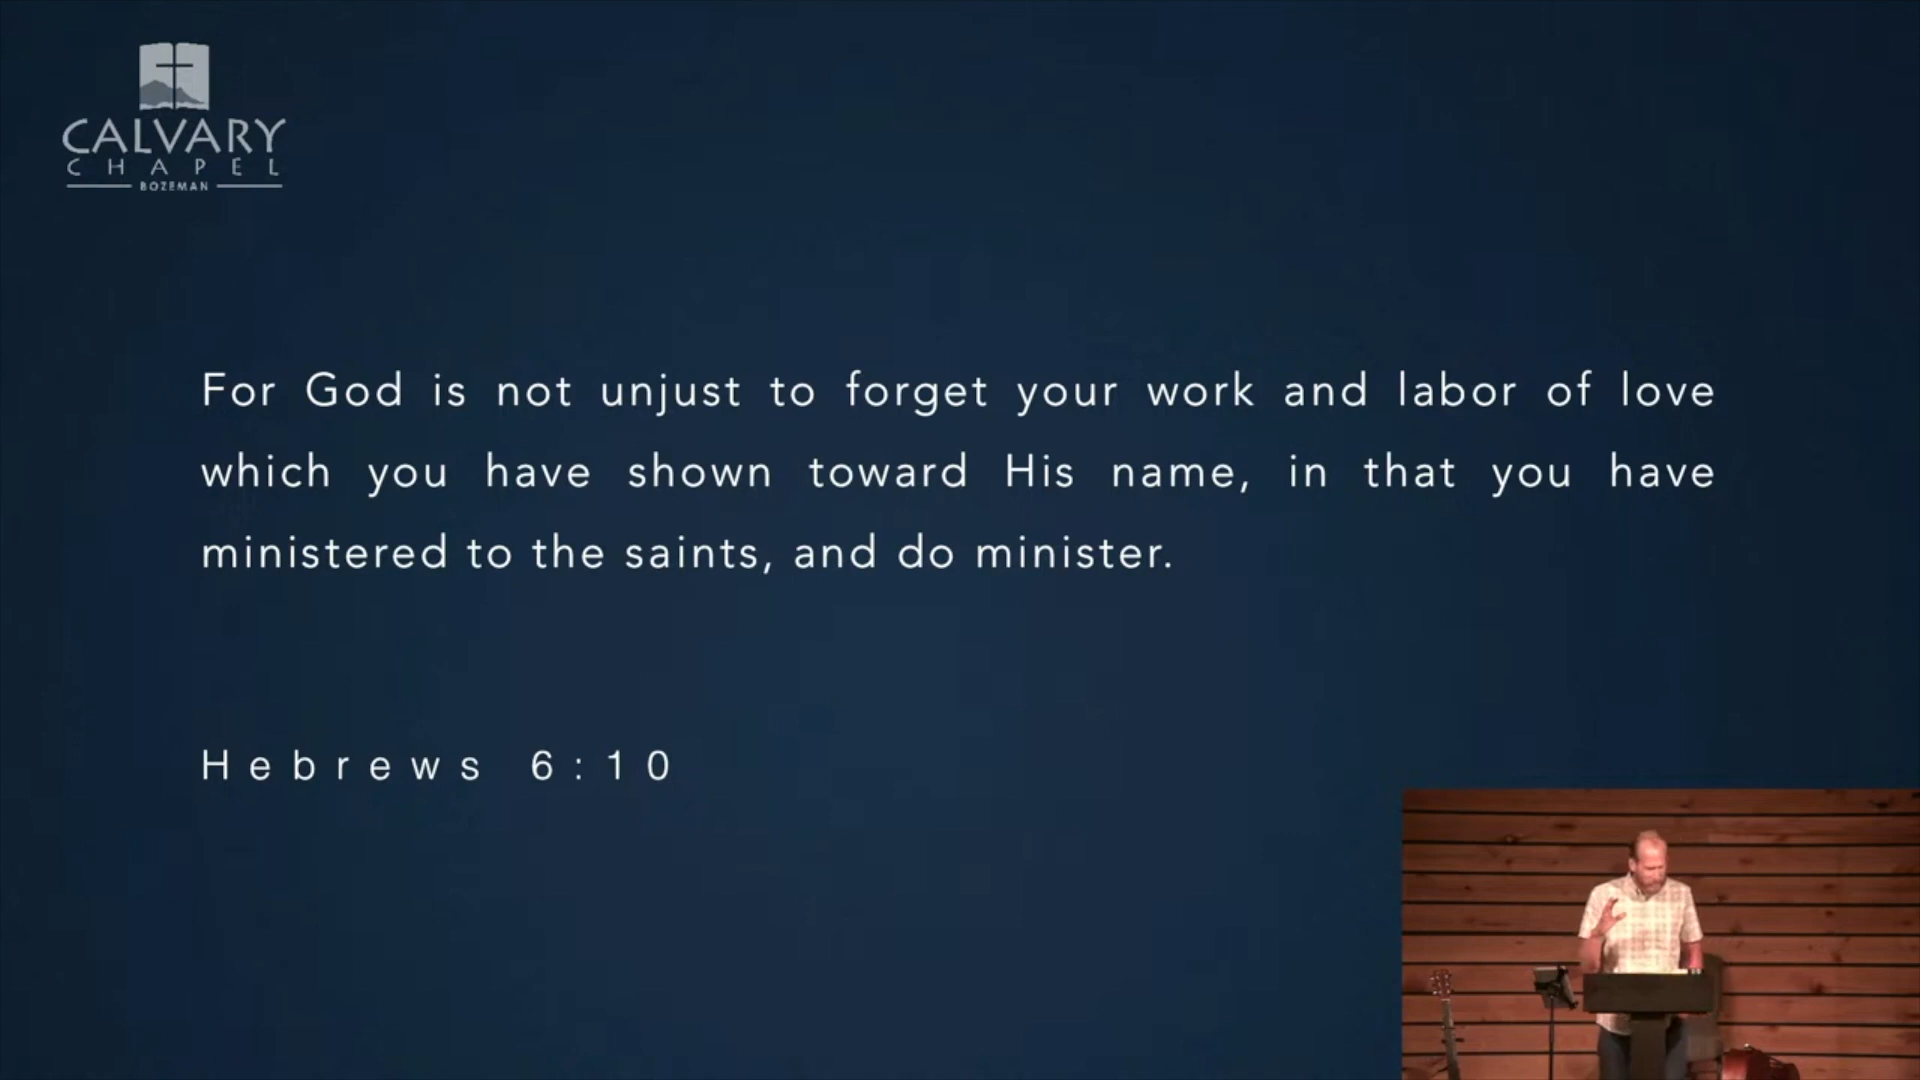 CALVARY
CHAPEL
BOZEMAN
For God is not unjust to forget your work and labor of love
which you have shown toward His name, in that you have
ministered to the saints, and do minister.
Hebrews 6:10